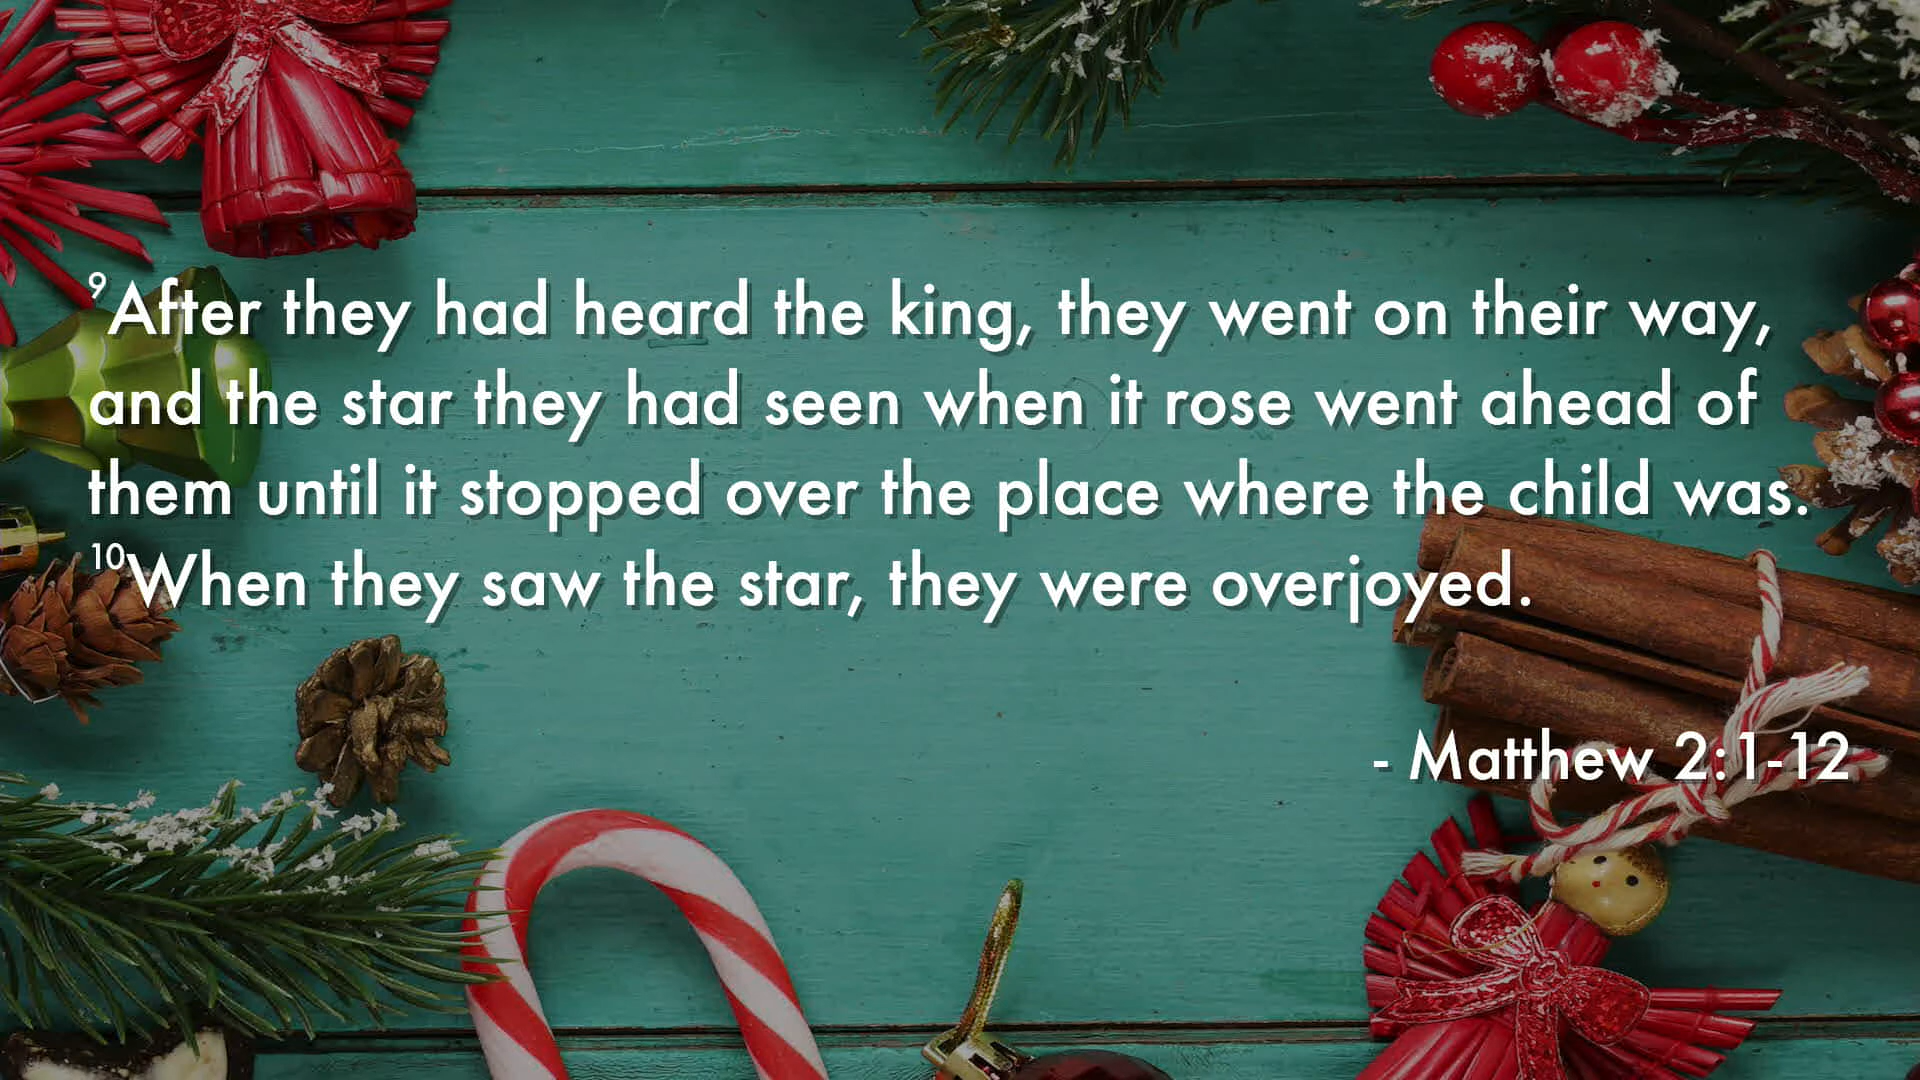 ⁹After they had heard the king, they went on their way,
and the star they had seen when it rose went ahead of
them until it stopped over the place where the child was.
¹⁰When they saw the star, they were overjoyed.
- Matthew 2:1-12